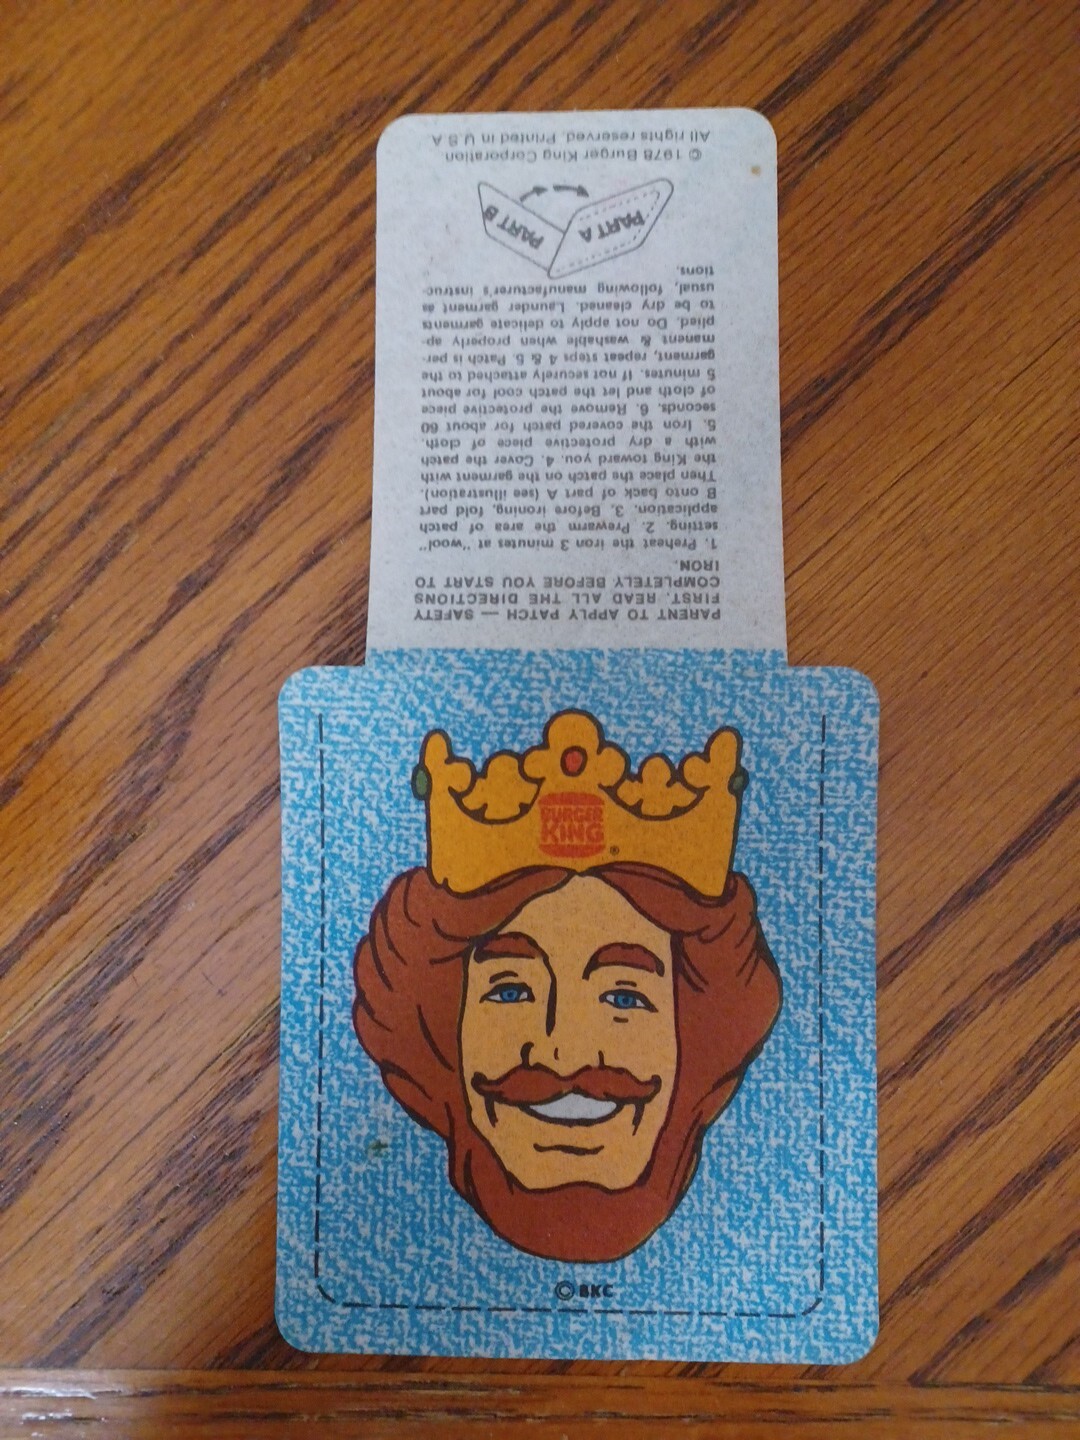 PARENT TO APPLY PATCH — SAFETY
FIRST. READ ALL THE DIRECTIONS
COMPLETELY BEFORE YOU START TO
IRON.
1. Preheat the iron 3 minutes at "wool"
setting. 2. Prewarm the area of patch
application. 3. Before ironing, fold part
B onto back of part A (see illustration).
Then place the patch on the garment with
the King toward you. 4. Cover the patch
with a dry protective piece of cloth.
5. Iron the covered patch for about 60
seconds. 6. Remove the protective piece
of cloth and let the patch cool for about
5 minutes. If not securely attached to the
garment, repeat steps 4 & 5. Patch is per-
manent & washable when properly ap-
plied. Do not apply to delicate garments
to be dry cleaned. Launder garment as
usual, following manufacturer's instruc-
tions.
PART A
PART B
© 1978 Burger King Corporation
All rights reserved. Printed in U.S.A.
BURGER
KING ®
© BKC